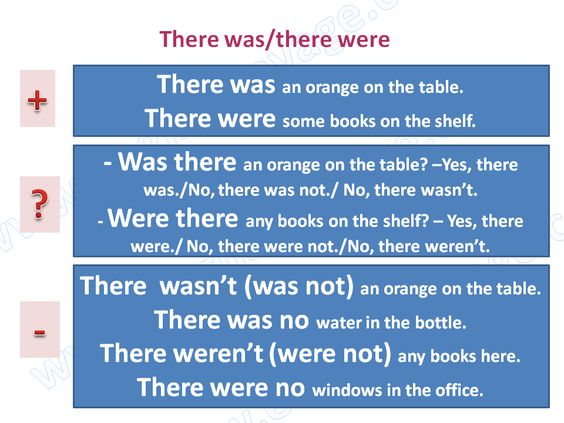 There was/there were
+
There was an orange on the table.
There were some books on the shelf.
?
- Was there an orange on the table? –Yes, there
was./No, there was not./ No, there wasn’t.
- Were there any books on the shelf? – Yes, there
were./ No, there were not./No, there weren’t.
-
There wasn’t (was not) an orange on the table.
There was no water in the bottle.
There weren’t (were not) any books here.
There were no windows in the office.